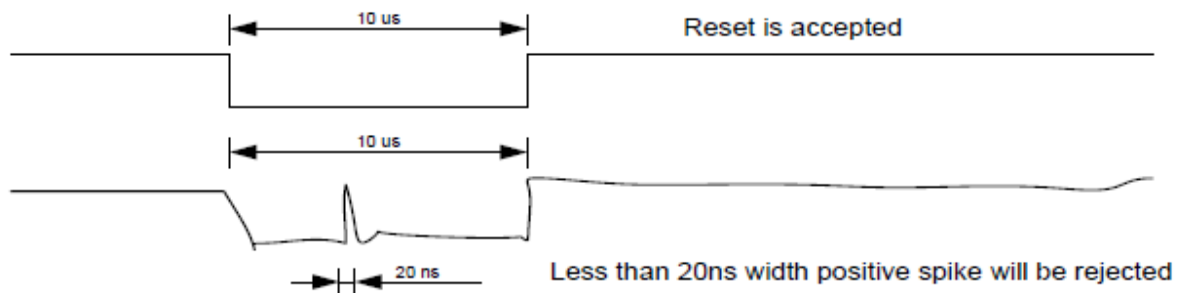 10 us
Reset is accepted
10 us
20 ns
Less than 20ns width positive spike will be rejected